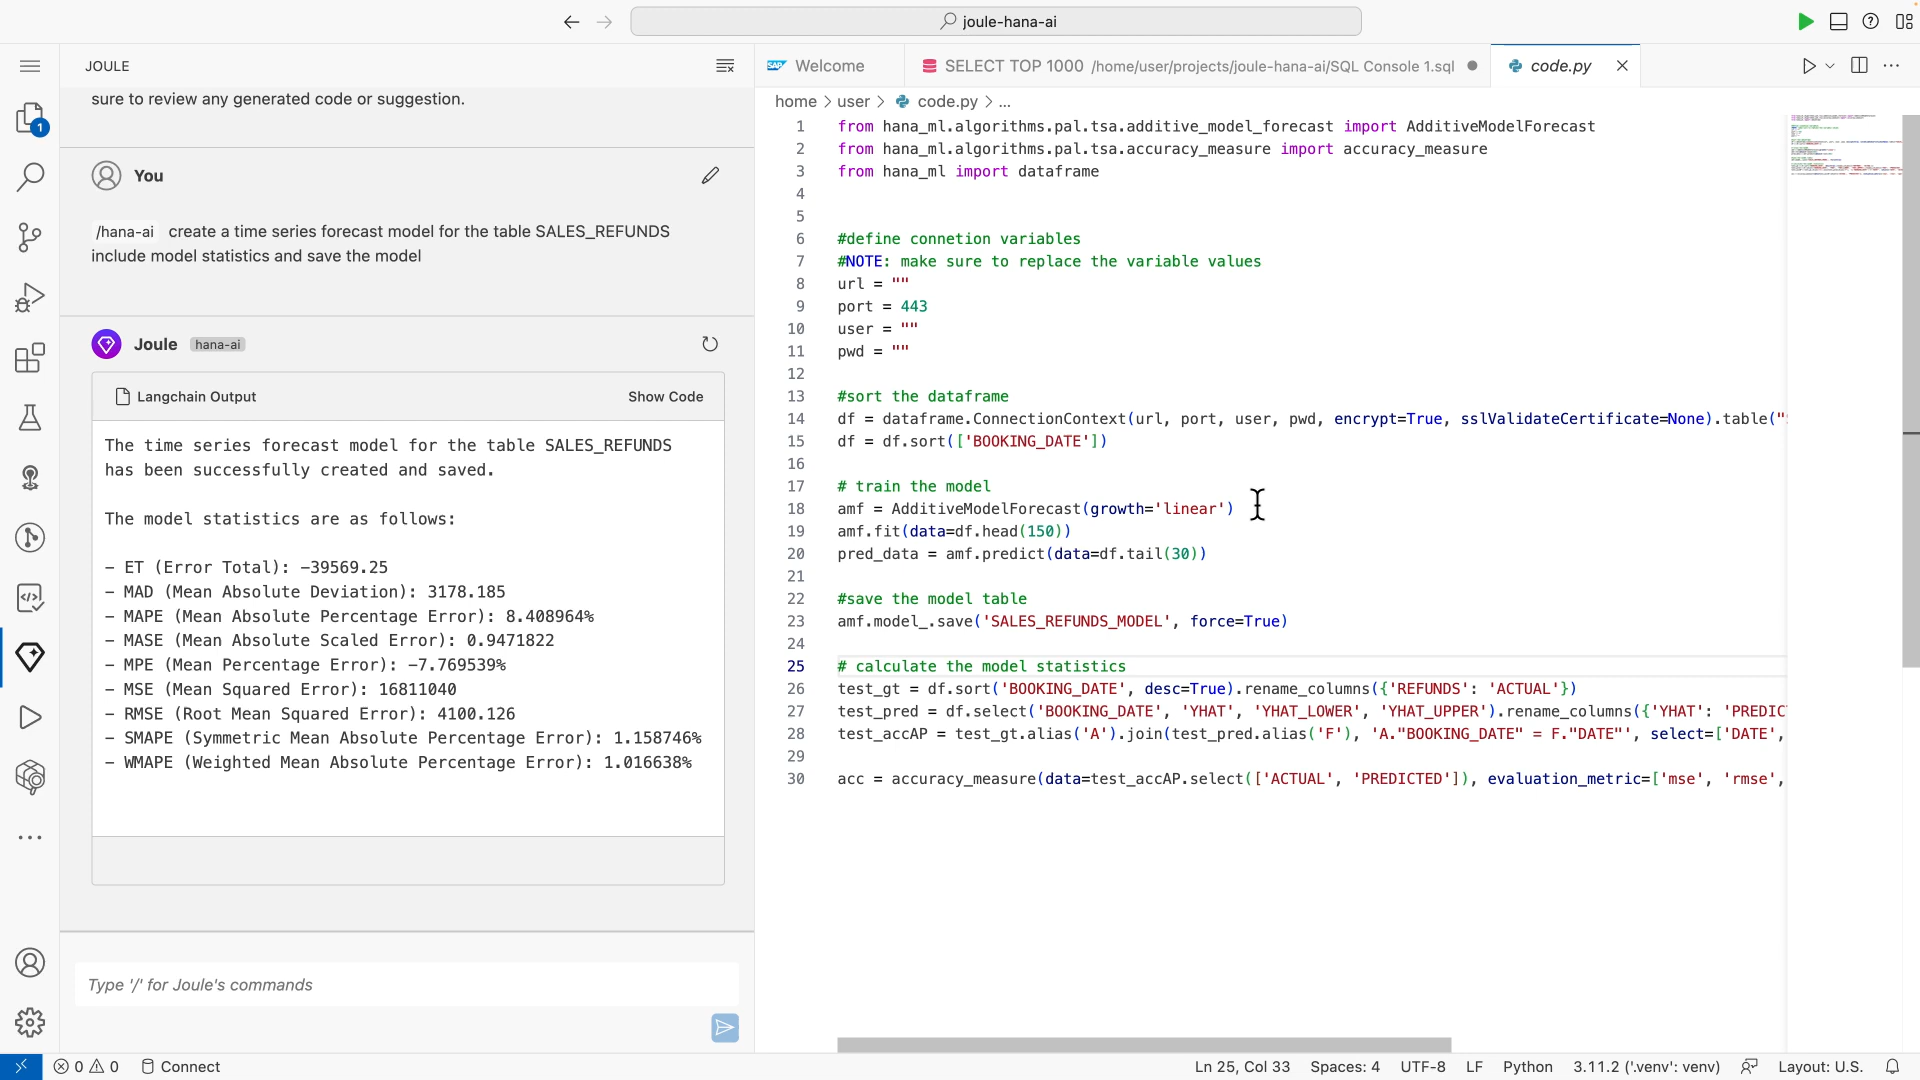 joule-hana-ai
JOULE
sure to review any generated code or suggestion.
You
/hana-ai create a time series forecast model for the table SALES_REFUNDS
include model statistics and save the model
Joule hana-ai
Langchain Output Show Code
The time series forecast model for the table SALES_REFUNDS
has been successfully created and saved.
The model statistics are as follows:
- ET (Error Total): -39569.25
- MAD (Mean Absolute Deviation): 3178.185
- MAPE (Mean Absolute Percentage Error): 8.408964%
- MASE (Mean Absolute Scaled Error): 0.9471822
- MPE (Mean Percentage Error): -7.769539%
- MSE (Mean Squared Error): 16811040
- RMSE (Root Mean Squared Error): 4100.126
- SMAPE (Symmetric Mean Absolute Percentage Error): 1.158746%
- WMAPE (Weighted Mean Absolute Percentage Error): 1.016638%
Type '/' for Joule's commands
1
SAP Welcome
SELECT TOP 1000 /home/user/projects/joule-hana-ai/SQL Console 1.sql
code.py
home > user > code.py > ...
1 from hana_ml.algorithms.pal.tsa.additive_model_forecast import AdditiveModelForecast
2 from hana_ml.algorithms.pal.tsa.accuracy_measure import accuracy_measure
3 from hana_ml import dataframe
4
5
6 #define connetion variables
7 #NOTE: make sure to replace the variable values
8 url = ""
9 port = 443
10 user = ""
11 pwd = ""
12
13 #sort the dataframe
14 df = dataframe.ConnectionContext(url, port, user, pwd, encrypt=True, sslValidateCertificate=None).table("
15 df = df.sort(['BOOKING_DATE'])
16
17 # train the model
18 amf = AdditiveModelForecast(growth='linear')
19 amf.fit(data=df.head(150))
20 pred_data = amf.predict(data=df.tail(30))
21
22 #save the model table
23 amf.model_.save('SALES_REFUNDS_MODEL', force=True)
24
25 # calculate the model statistics
26 test_gt = df.sort('BOOKING_DATE', desc=True).rename_columns({'REFUNDS': 'ACTUAL'})
27 test_pred = df.select('BOOKING_DATE', 'YHAT', 'YHAT_LOWER', 'YHAT_UPPER').rename_columns({'YHAT': 'PREDIC
28 test_accAP = test_gt.alias('A').join(test_pred.alias('F'), 'A."BOOKING_DATE" = F."DATE"', select=['DATE',
29
30 acc = accuracy_measure(data=test_accAP.select(['ACTUAL', 'PREDICTED']), evaluation_metric=['mse', 'rmse',
0 0 Connect
Ln 25, Col 33 Spaces: 4 UTF-8 LF Python 3.11.2 ('.venv': venv) Layout: U.S.